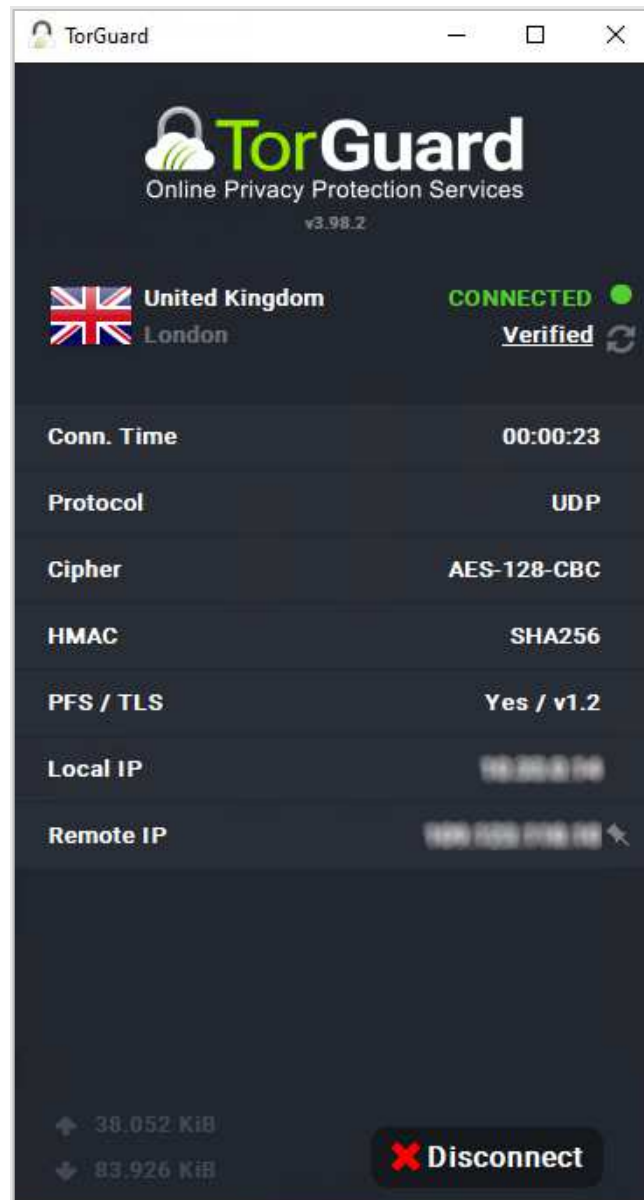 TorGuard
TorGuard
Online Privacy Protection Services
v3.98.2
United Kingdom CONNECTED
London Verified
Conn. Time 00:00:23
Protocol UDP
Cipher AES-128-CBC
HMAC SHA256
PFS / TLS Yes / v1.2
Local IP
Remote IP
38.052 KiB
83.926 KiB
Disconnect